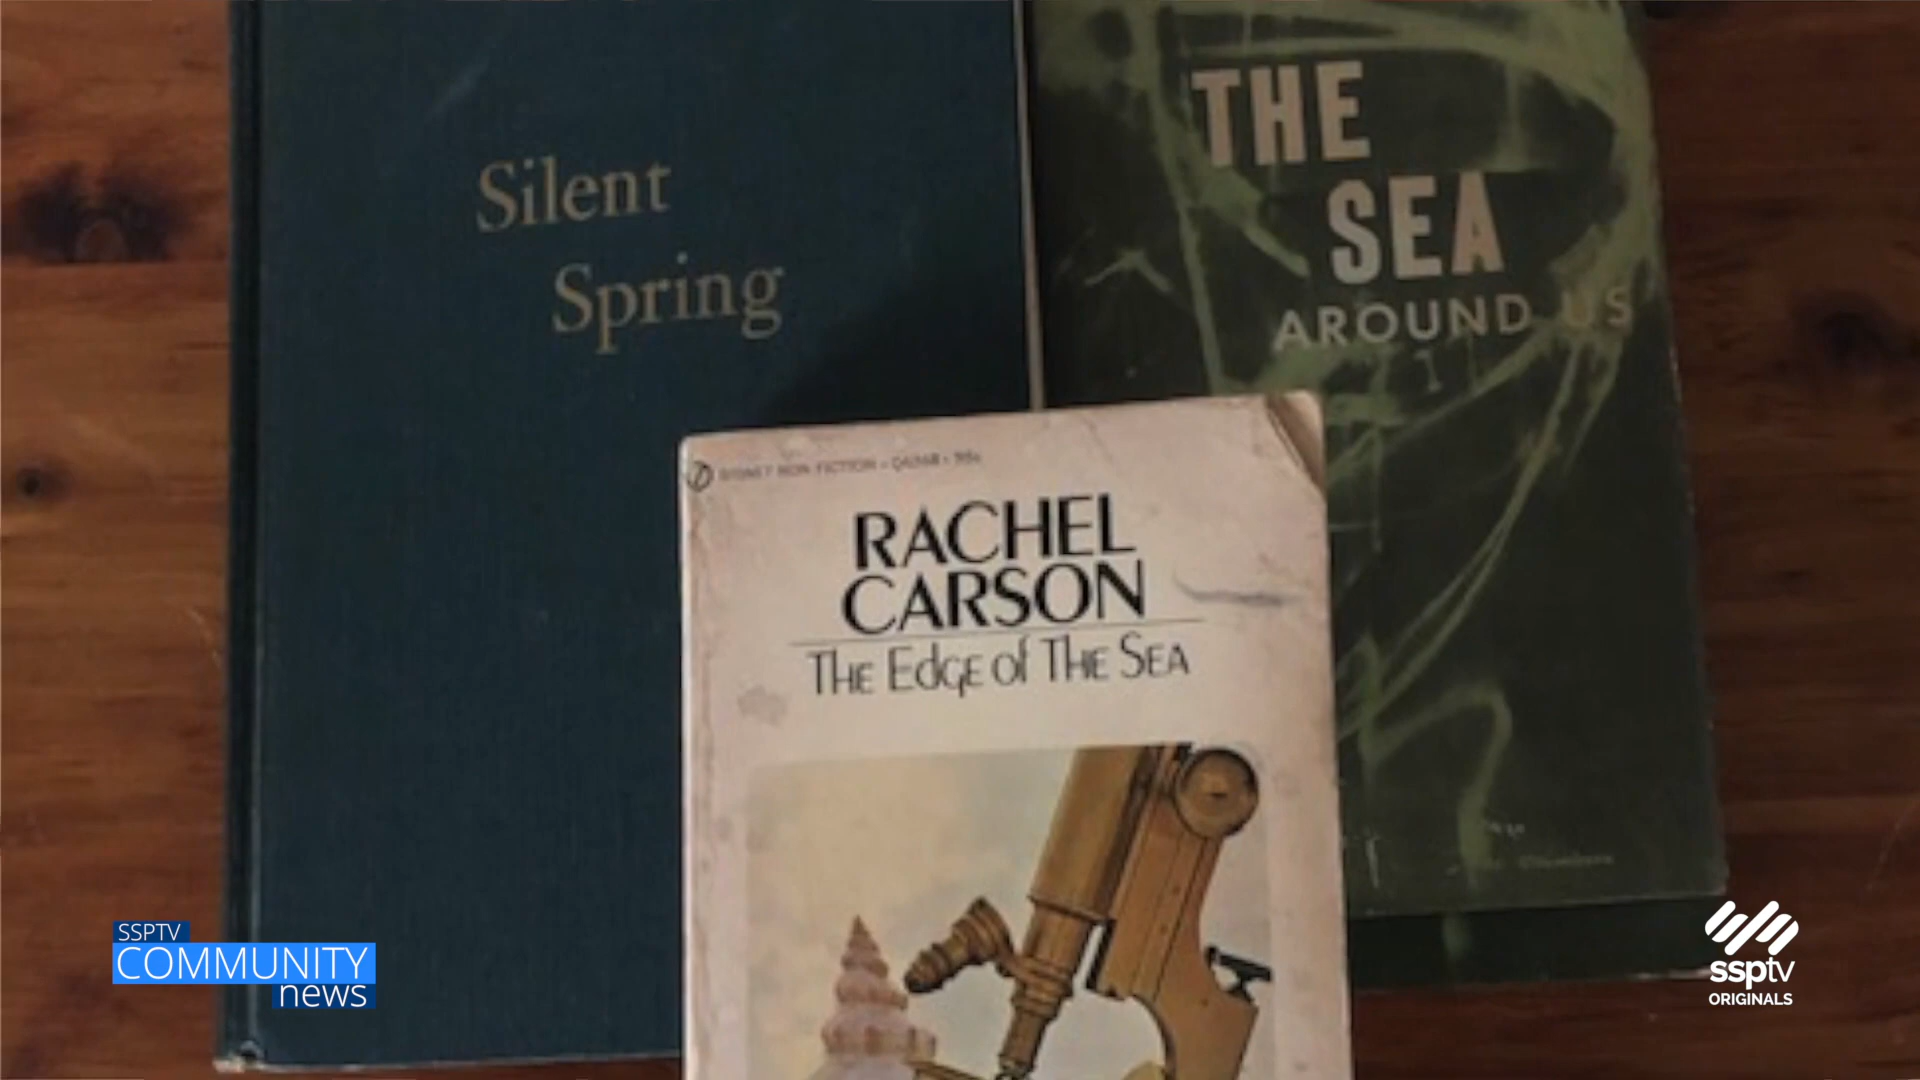 Silent
Spring
THE
SEA
AROUND US
RACHEL
CARSON
THE EdgE of THE SEA
SSPTV
COMMUNITY
news
ssptv
ORIGINALS